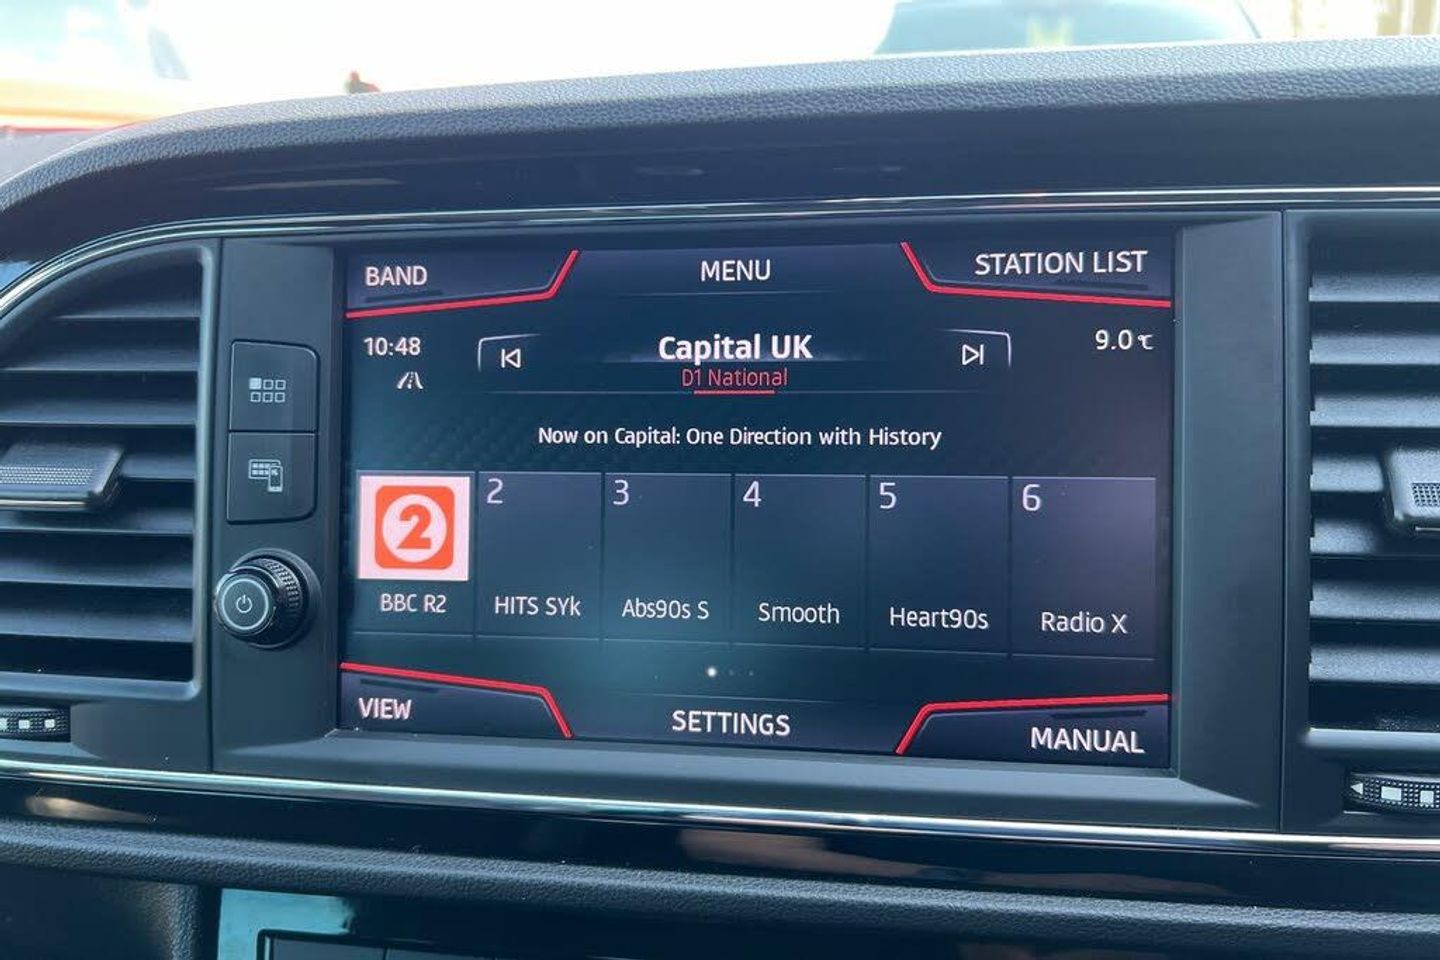 BAND
MENU
STATION LIST
10:48
Capital UK
9.0 °C
D1 National
Now on Capital: One Direction with History
2
2
3
4
5
6
BBC R2
HITS SYk
Abs90s S
Smooth
Heart90s
Radio X
VIEW
SETTINGS
MANUAL